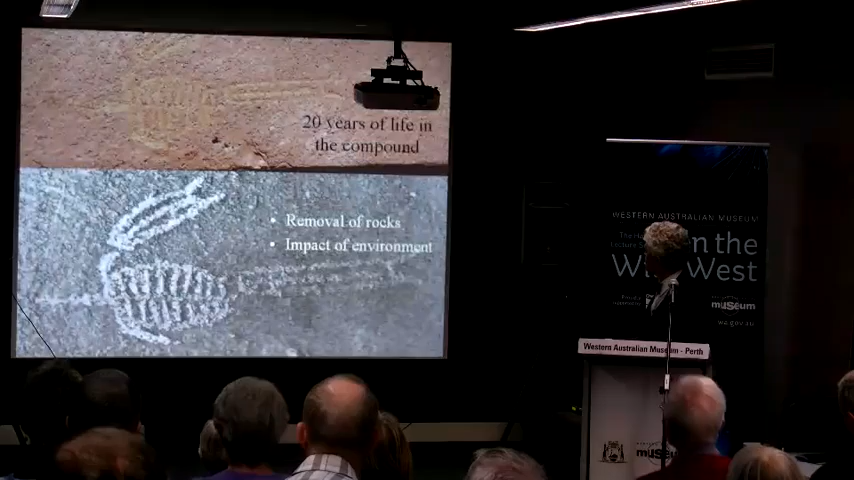 20 years of life in
the compound
• Removal of rocks
• Impact of environment
WESTERN AUSTRALIAN MUSEUM
Lecture
n the
W
West
museum
wa.gov.au
Western Australian Museum - Perth